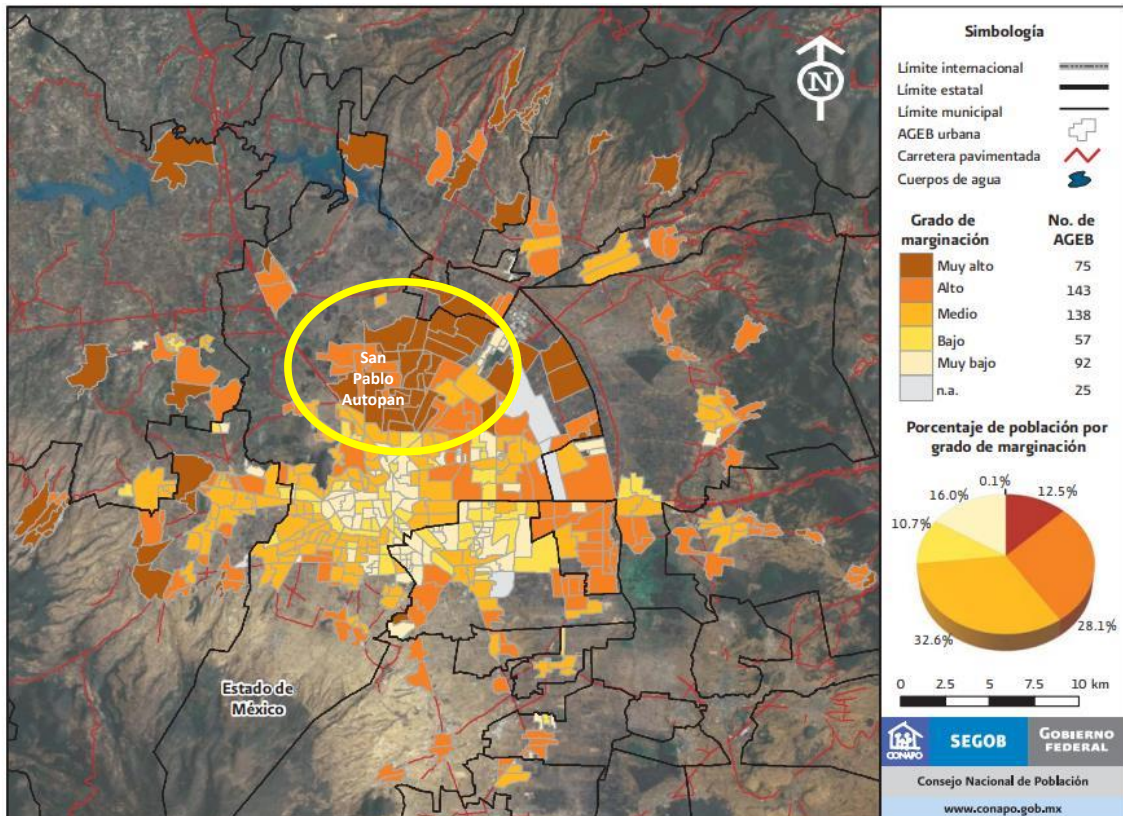 San
Pablo
Autopan
Estado de
México
N
Simbología
Límite internacional
Límite estatal
Límite municipal
AGEB urbana
Carretera pavimentada
Cuerpos de agua
Grado de marginación No. de AGEB
Muy alto 75
Alto 143
Medio 138
Bajo 57
Muy bajo 92
n.a. 25
Porcentaje de población por
grado de marginación
0.1%
16.0% 12.5%
10.7%
32.6% 28.1%
0 2.5 5 7.5 10 km
CONAPO
SEGOB
GOBIERNO
FEDERAL
Consejo Nacional de Población
www.conapo.gob.mx